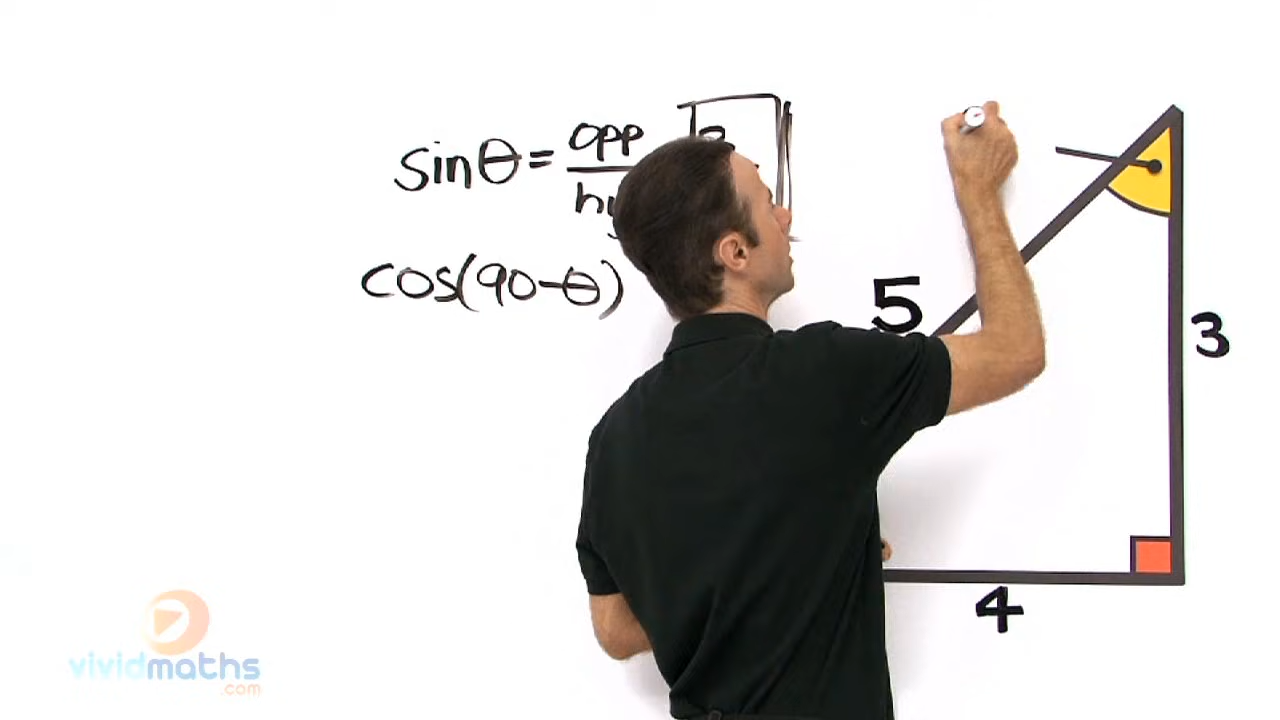 sinθ = opp
cos(90-θ)
5
3
4
vividmaths
.com